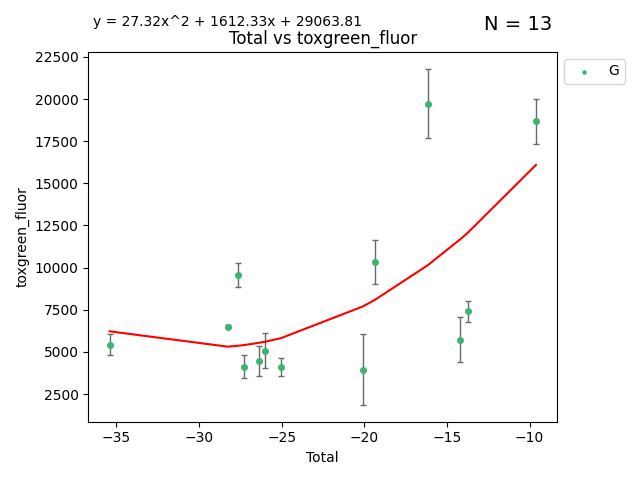 y = 27.32x^2 + 1612.33x + 29063.81
N = 13
Total vs toxgreen_fluor
G
22500
20000
17500
15000
12500
10000
7500
5000
2500
toxgreen_fluor
−35
−30
−25
−20
−15
−10
Total